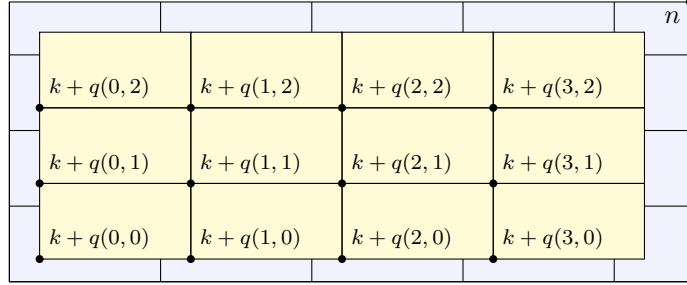 n
k + q(0, 2) k + q(1, 2) k + q(2, 2) k + q(3, 2)
k + q(0, 1) k + q(1, 1) k + q(2, 1) k + q(3, 1)
k + q(0, 0) k + q(1, 0) k + q(2, 0) k + q(3, 0)